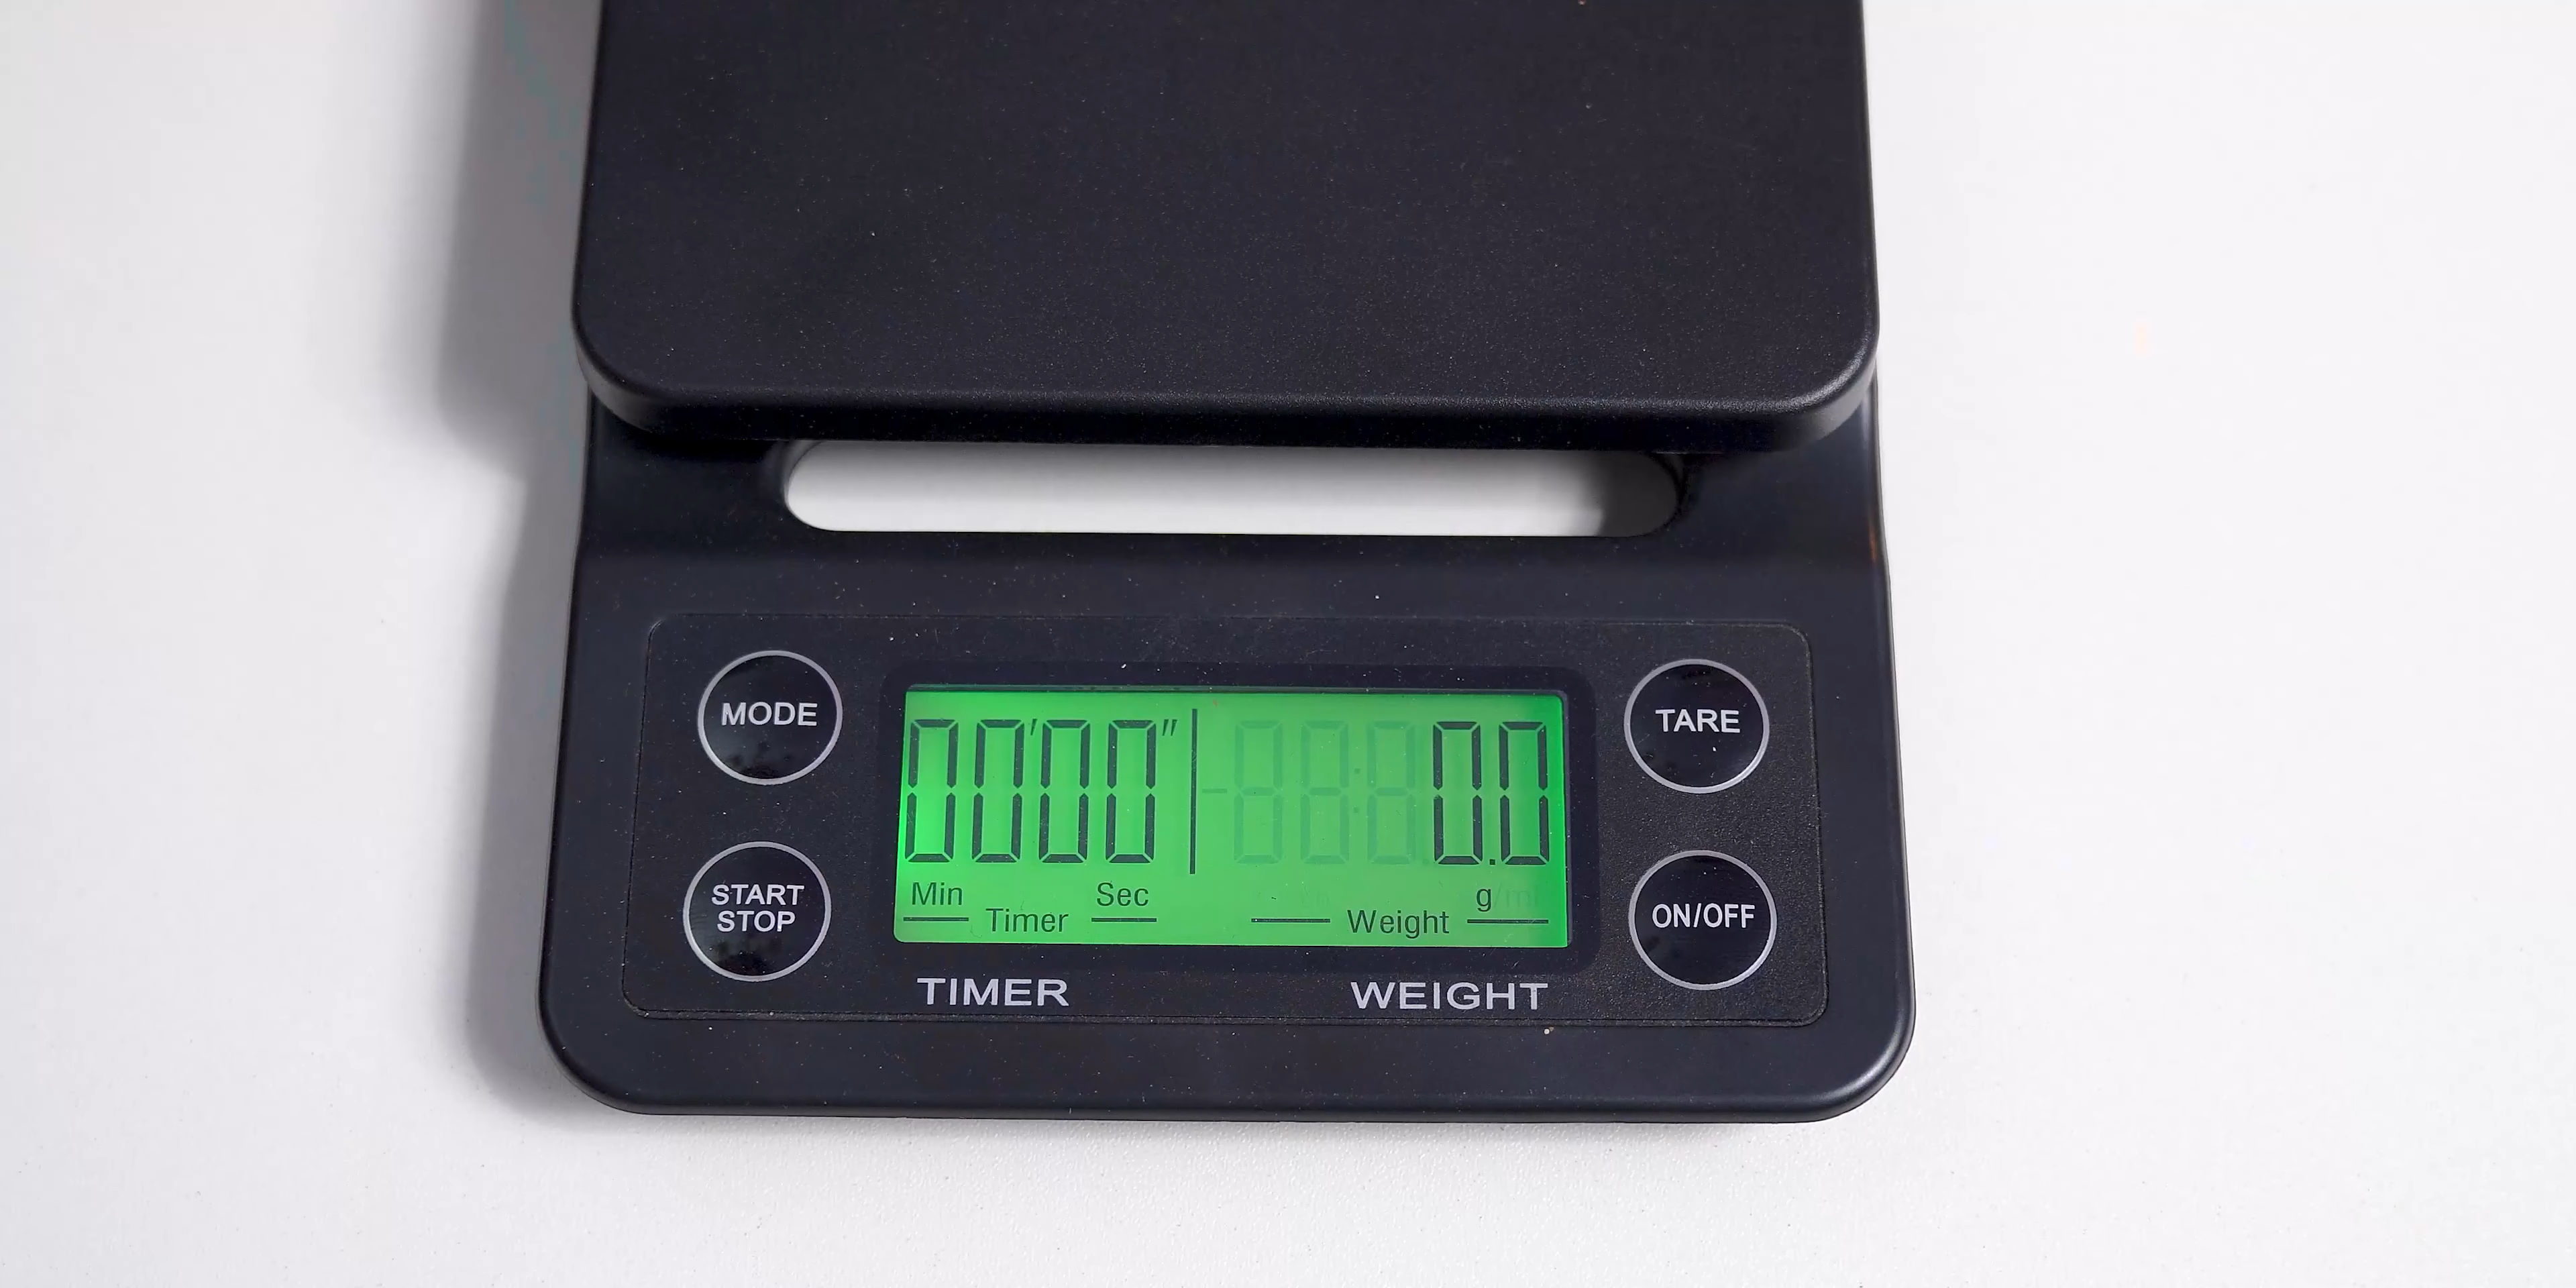 MODE
TARE
00'00" 0.0
Min Sec g
Timer Weight
START
STOP
ON/OFF
TIMER WEIGHT